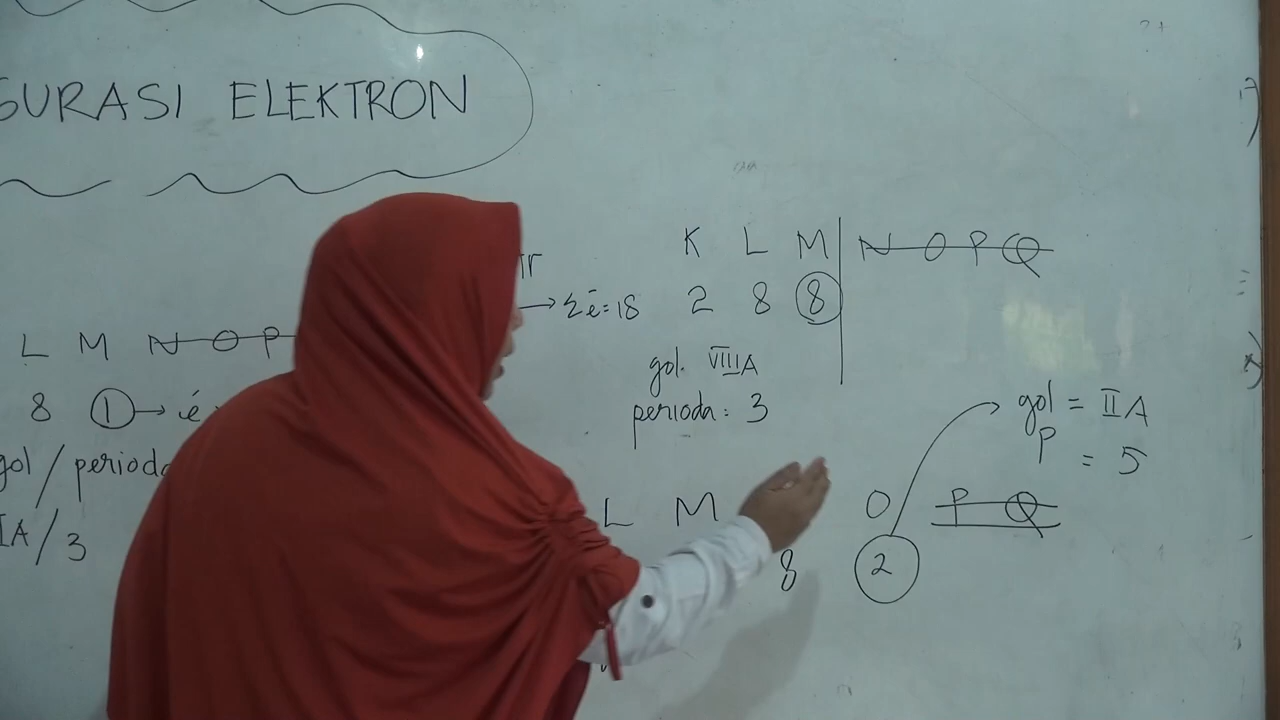 GURASI ELEKTRON
K L M N O P Q
→ Σē = 18 2 8 8
gol. VIIIA
perioda: 3
L M N O P
8 1 → ē
gol / perioda
IA / 3
gol = II A
P = 5
L M O P Q
8 2